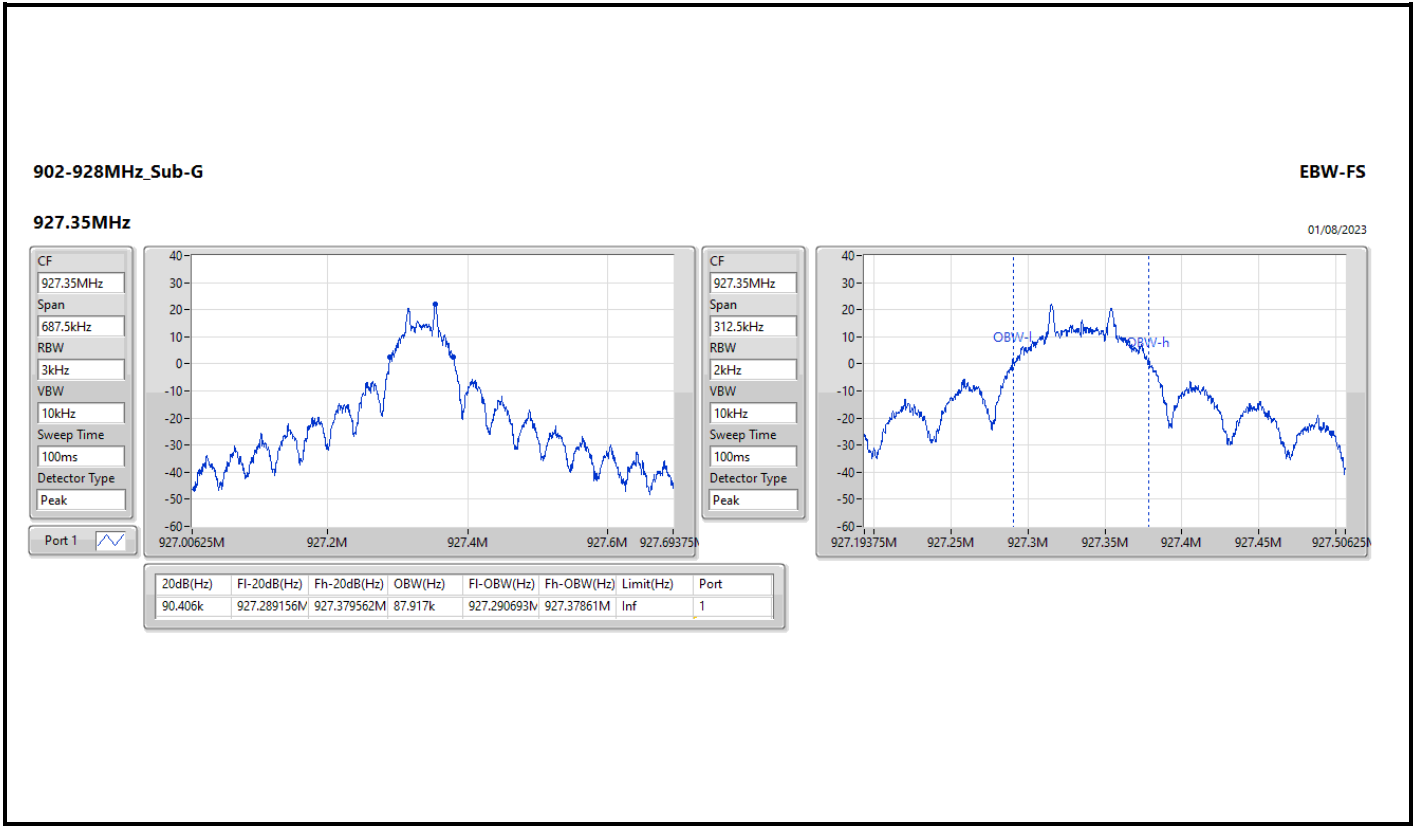 902-928MHz_Sub-G
EBW-FS
927.35MHz
01/08/2023
CF
927.35MHz
Span
687.5kHz
RBW
3kHz
VBW
10kHz
Sweep Time
100ms
Detector Type
Peak
Port 1
40
30
20
10
0
-10
-20
-30
-40
-50
-60
927.00625M 927.2M 927.4M 927.6M 927.69375M
CF
927.35MHz
Span
312.5kHz
RBW
2kHz
VBW
10kHz
Sweep Time
100ms
Detector Type
Peak
40
30
20
10
0
-10
-20
-30
-40
-50
-60
OBW-l
OBW-h
927.19375M 927.25M 927.3M 927.35M 927.4M 927.45M 927.50625M
20dB(Hz) Fl-20dB(Hz) Fh-20dB(Hz) OBW(Hz) Fl-OBW(Hz) Fh-OBW(Hz) Limit(Hz) Port
90.406k 927.289156M 927.379562M 87.917k 927.290693M 927.37861M Inf 1